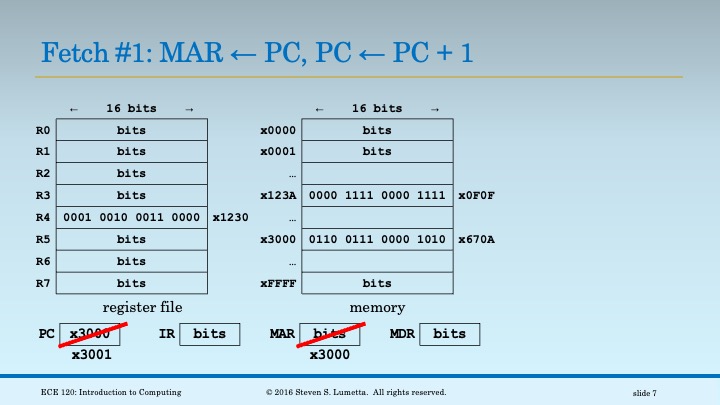 Fetch #1: MAR ← PC, PC ← PC + 1
← 16 bits → ← 16 bits →
R0 bits x0000 bits
R1 bits x0001 bits
R2 bits …
R3 bits x123A 0000 1111 0000 1111 x0F0F
R4 0001 0010 0011 0000 x1230 …
R5 bits x3000 0110 0111 0000 1010 x670A
R6 bits …
R7 bits xFFFF bits
register file memory
PC x3000 IR bits MAR bits MDR bits
x3001 x3000
ECE 120: Introduction to Computing © 2016 Steven S. Lumetta. All rights reserved. slide 7